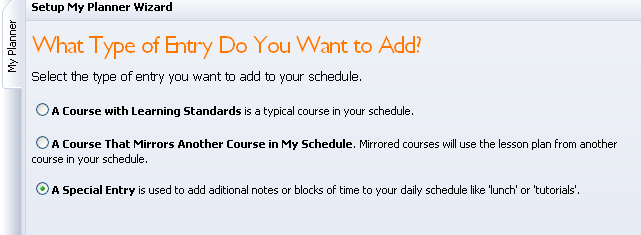 Setup My Planner Wizard
My Planner
What Type of Entry Do You Want to Add?
Select the type of entry you want to add to your schedule.
A Course with Learning Standards is a typical course in your schedule.
A Course That Mirrors Another Course in My Schedule. Mirrored courses will use the lesson plan from another
course in your schedule.
A Special Entry is used to add aditional notes or blocks of time to your daily schedule like 'lunch' or 'tutorials'.